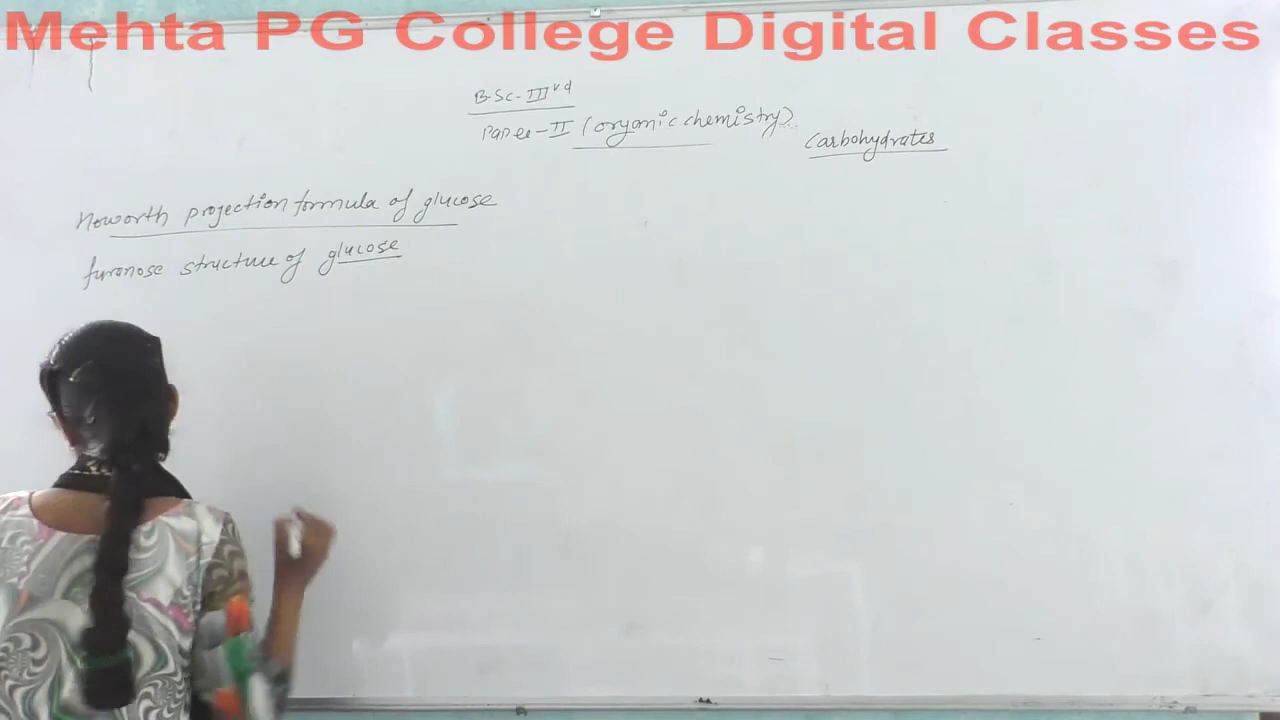 Mehta PG College Digital Classes
B.Sc-IIIrd
Paper-II (organic chemistry)
Carbohydrates
Howorth projection formula of glucose
furanose structure of glucose